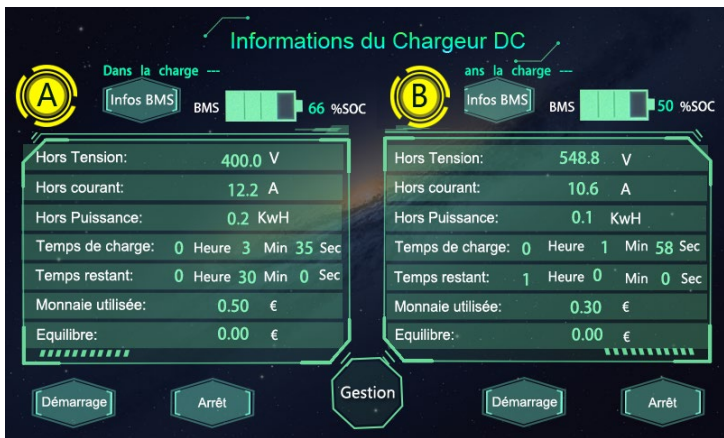 Informations du Chargeur DC
Dans la charge ---
A
Infos BMS
BMS
66 %SOC
Hors Tension: 400.0 V
Hors courant: 12.2 A
Hors Puissance: 0.2 KwH
Temps de charge: 0 Heure 3 Min 35 Sec
Temps restant: 0 Heure 30 Min 0 Sec
Monnaie utilisée: 0.50 €
Equilibre: 0.00 €
Démarrage
Arrêt
ans la charge ---
B
Infos BMS
BMS
50 %SOC
Hors Tension: 548.8 V
Hors courant: 10.6 A
Hors Puissance: 0.1 KwH
Temps de charge: 0 Heure 1 Min 58 Sec
Temps restant: 1 Heure 0 Min 0 Sec
Monnaie utilisée: 0.30 €
Equilibre: 0.00 €
Gestion
Démarrage
Arrêt